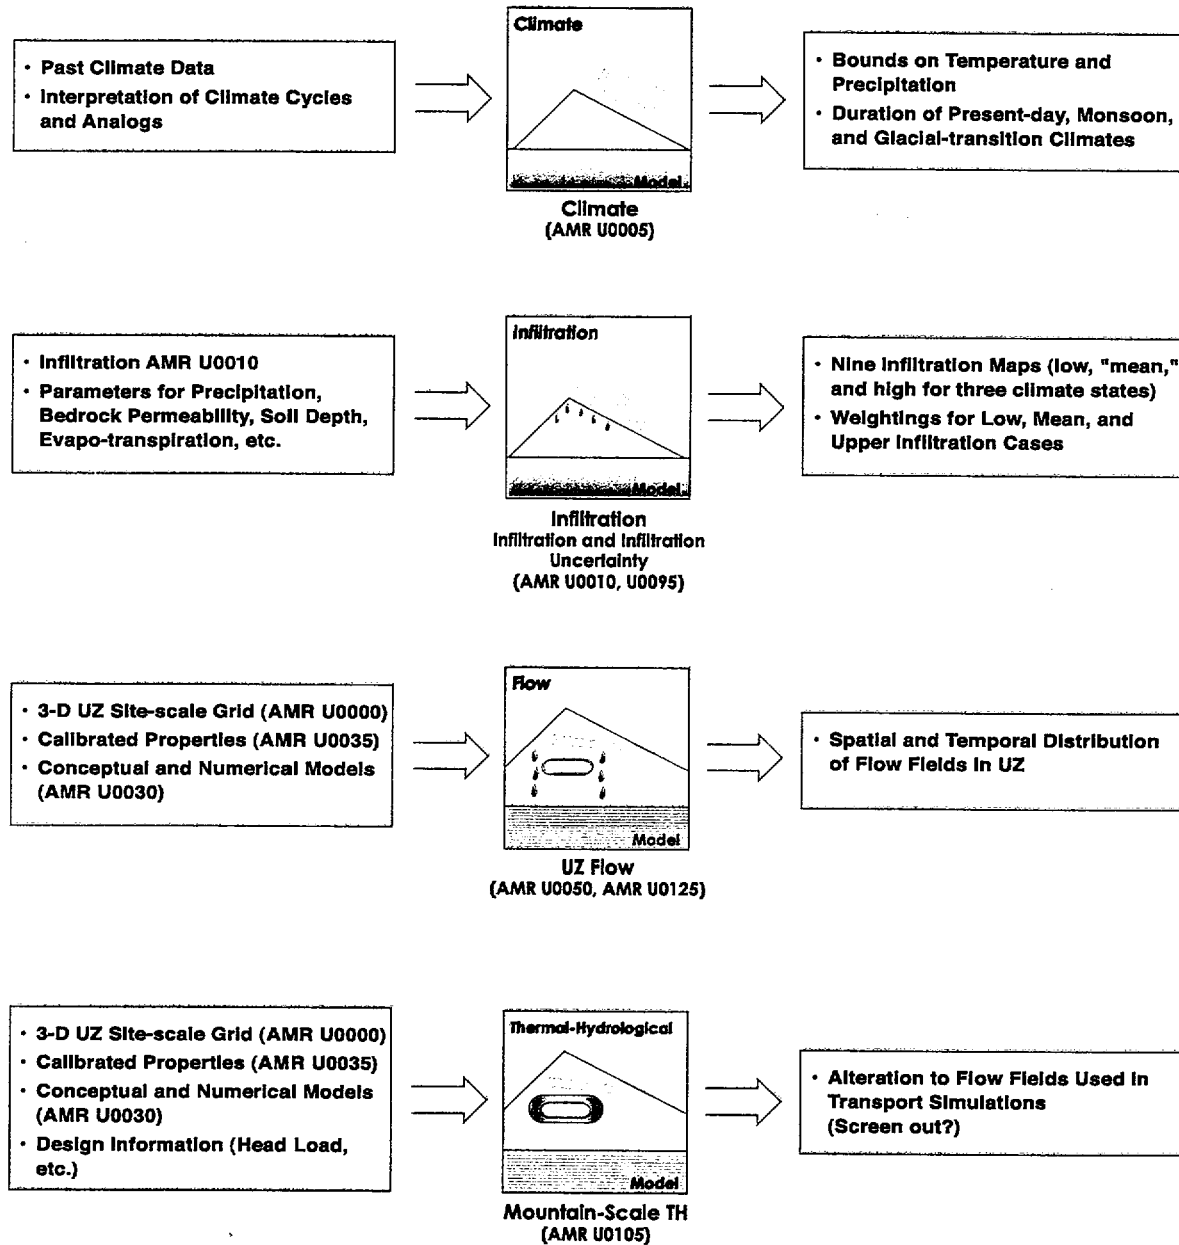 • Past Climate Data
• Interpretation of Climate Cycles
and Analogs
Climate
Model
Climate
(AMR U0005)
• Bounds on Temperature and
Precipitation
• Duration of Present-day, Monsoon,
and Glacial-transition Climates
• Infiltration AMR U0010
• Parameters for Precipitation,
Bedrock Permeability, Soil Depth,
Evapo-transpiration, etc.
Infiltration
Model
Infiltration
Infiltration and Infiltration
Uncertainty
(AMR U0010, U0095)
• Nine Infiltration Maps (low, "mean,"
and high for three climate states)
• Weightings for Low, Mean, and
Upper Infiltration Cases
• 3-D UZ Site-scale Grid (AMR U0000)
• Calibrated Properties (AMR U0035)
• Conceptual and Numerical Models
(AMR U0030)
Flow
Model
UZ Flow
(AMR U0050, AMR U0125)
• Spatial and Temporal Distribution
of Flow Fields in UZ
• 3-D UZ Site-scale Grid (AMR U0000)
• Calibrated Properties (AMR U0035)
• Conceptual and Numerical Models
(AMR U0030)
• Design Information (Head Load,
etc.)
Thermal-Hydrological
Model
Mountain-Scale TH
(AMR U0105)
• Alteration to Flow Fields Used in
Transport Simulations
(Screen out?)